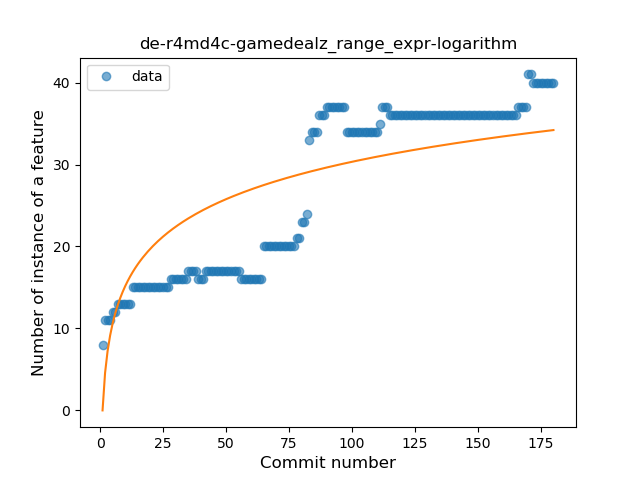 de-r4md4c-gamedealz_range_expr-logarithm
data
Number of instance of a feature
40
30
20
10
0
0 25 50 75 100 125 150 175
Commit number